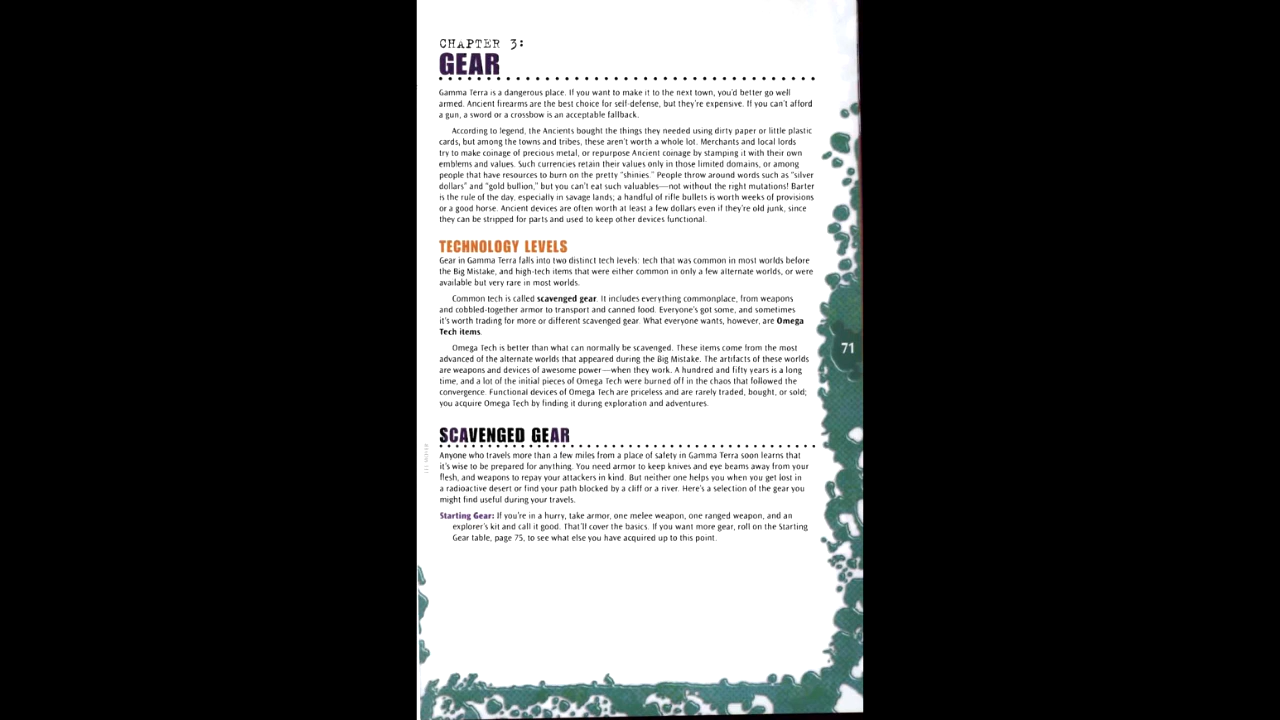 CHAPTER 3:
GEAR
Gamma Terra is a dangerous place. If you want to make it to the next town, you'd better go well
armed. Ancient firearms are the best choice for self-defense, but they're expensive. If you can't afford
a gun, a sword or a crossbow is an acceptable fallback.
According to legend, the Ancients bought the things they needed using dirty paper or little plastic
cards, but among the towns and tribes, these aren't worth a whole lot. Merchants and local lords
try to make coinage of precious metal, or repurpose Ancient coinage by stamping it with their own
emblems and values. Such currencies retain their values only in those limited domains, or among
people that have resources to burn on the pretty “shinies.” People throw around words such as “silver
dollars” and “gold bullion,” but you can't eat such valuables—not without the right mutations! Barter
is the rule of the day, especially in savage lands; a handful of rifle bullets is worth weeks of provisions
or a good horse. Ancient devices are often worth at least a few dollars even if they're old junk, since
they can be stripped for parts and used to keep other devices functional.
TECHNOLOGY LEVELS
Gear in Gamma Terra falls into two distinct tech levels: tech that was common in most worlds before
the Big Mistake, and high-tech items that were either common in only a few alternate worlds, or were
available but very rare in most worlds.
Common tech is called scavenged gear. It includes everything commonplace, from weapons
and cobbled-together armor to transport and canned food. Everyone's got some, and sometimes
it's worth trading for more or different scavenged gear. What everyone wants, however, are Omega
Tech items.
Omega Tech is better than what can normally be scavenged. These items come from the most
advanced of the alternate worlds that appeared during the Big Mistake. The artifacts of these worlds
are weapons and devices of awesome power—when they work. A hundred and fifty years is a long
time, and a lot of the initial pieces of Omega Tech were burned off in the chaos that followed the
convergence. Functional devices of Omega Tech are priceless and are rarely traded, bought, or sold;
you acquire Omega Tech by finding it during exploration and adventures.
71
SCAVENGED GEAR
Anyone who travels more than a few miles from a place of safety in Gamma Terra soon learns that
it's wise to be prepared for anything. You need armor to keep knives and eye beams away from your
flesh, and weapons to repay your attackers in kind. But neither one helps you when you get lost in
a radioactive desert or find your path blocked by a cliff or a river. Here's a selection of the gear you
might find useful during your travels.
Starting Gear: If you're in a hurry, take armor, one melee weapon, one ranged weapon, and an
explorer's kit and call it good. That'll cover the basics. If you want more gear, roll on the Starting
Gear table, page 75, to see what else you have acquired up to this point.